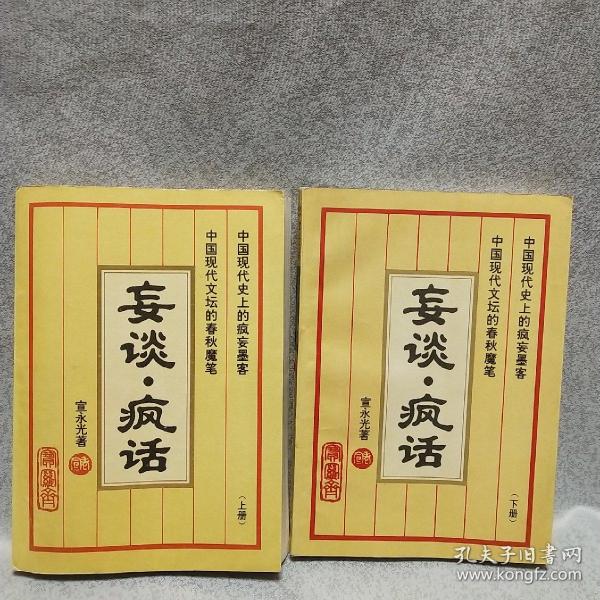 中国现代史上的疯妄墨客
中国现代文坛的春秋魔笔
妄谈·疯话
宣永光著
（上册）
中国现代史上的疯妄墨客
中国现代文坛的春秋魔笔
妄谈·疯话
宣永光著
（下册）
孔夫子旧书网
www.kongfz.com